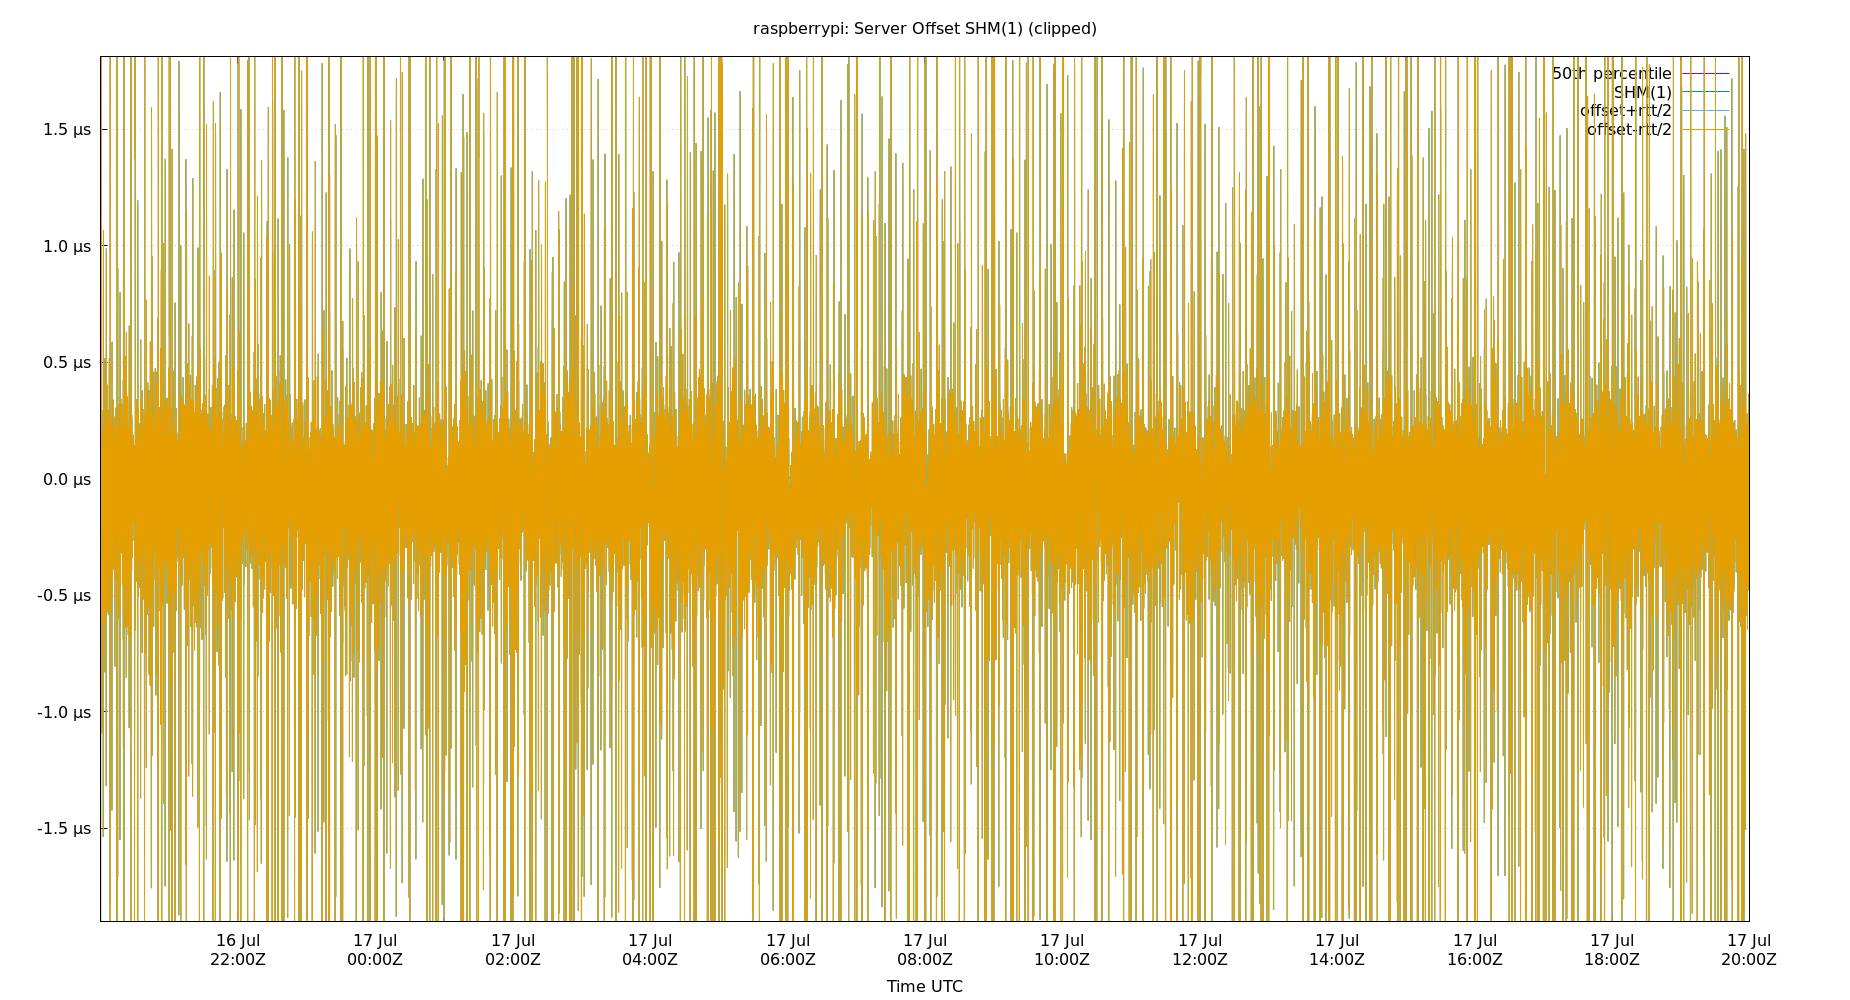 raspberrypi: Server Offset SHM(1) (clipped)
50th percentile
SHM(1)
offset+rtt/2
offset-rtt/2
1.5 µs
1.0 µs
0.5 µs
0.0 µs
-0.5 µs
-1.0 µs
-1.5 µs
16 Jul 17 Jul 17 Jul 17 Jul 17 Jul 17 Jul 17 Jul 17 Jul 17 Jul 17 Jul 17 Jul 17 Jul
22:00Z 00:00Z 02:00Z 04:00Z 06:00Z 08:00Z 10:00Z 12:00Z 14:00Z 16:00Z 18:00Z 20:00Z
Time UTC